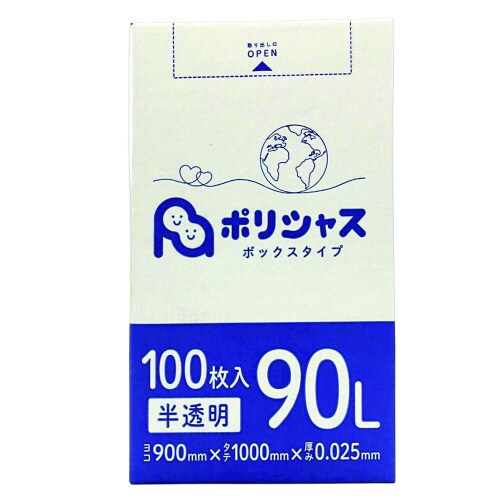 取り出し口
OPEN
ポリシャス
ボックスタイプ
100枚入
半透明
90L
ヨコ900mm×タテ1000mm×厚み0.025mm